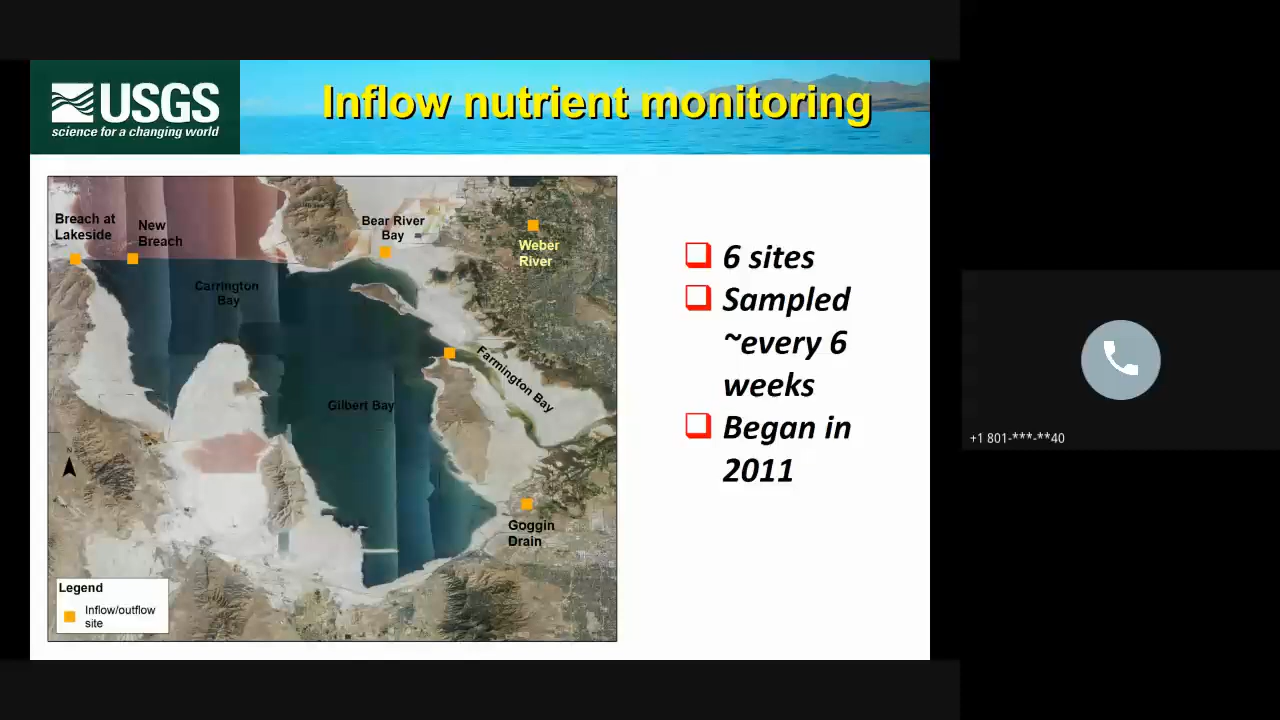 USGS
science for a changing world
Inflow nutrient monitoring
Breach at
Lakeside
New
Breach
Bear River
Bay
Weber
River
Carrington
Bay
Farmington Bay
Gilbert Bay
N
Goggin
Drain
Legend
Inflow/outflow
site
6 sites
Sampled
~every 6
weeks
Began in
2011
+1 801-***-**40